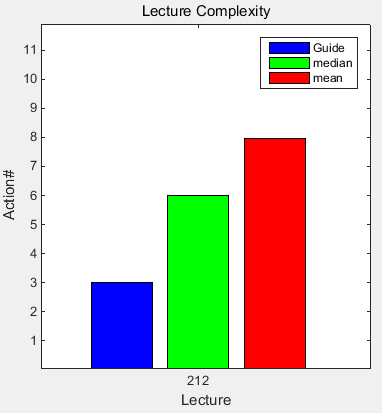 Lecture Complexity
Guide
median
mean
11
10
9
8
7
6
5
4
3
2
1
Action#
212
Lecture